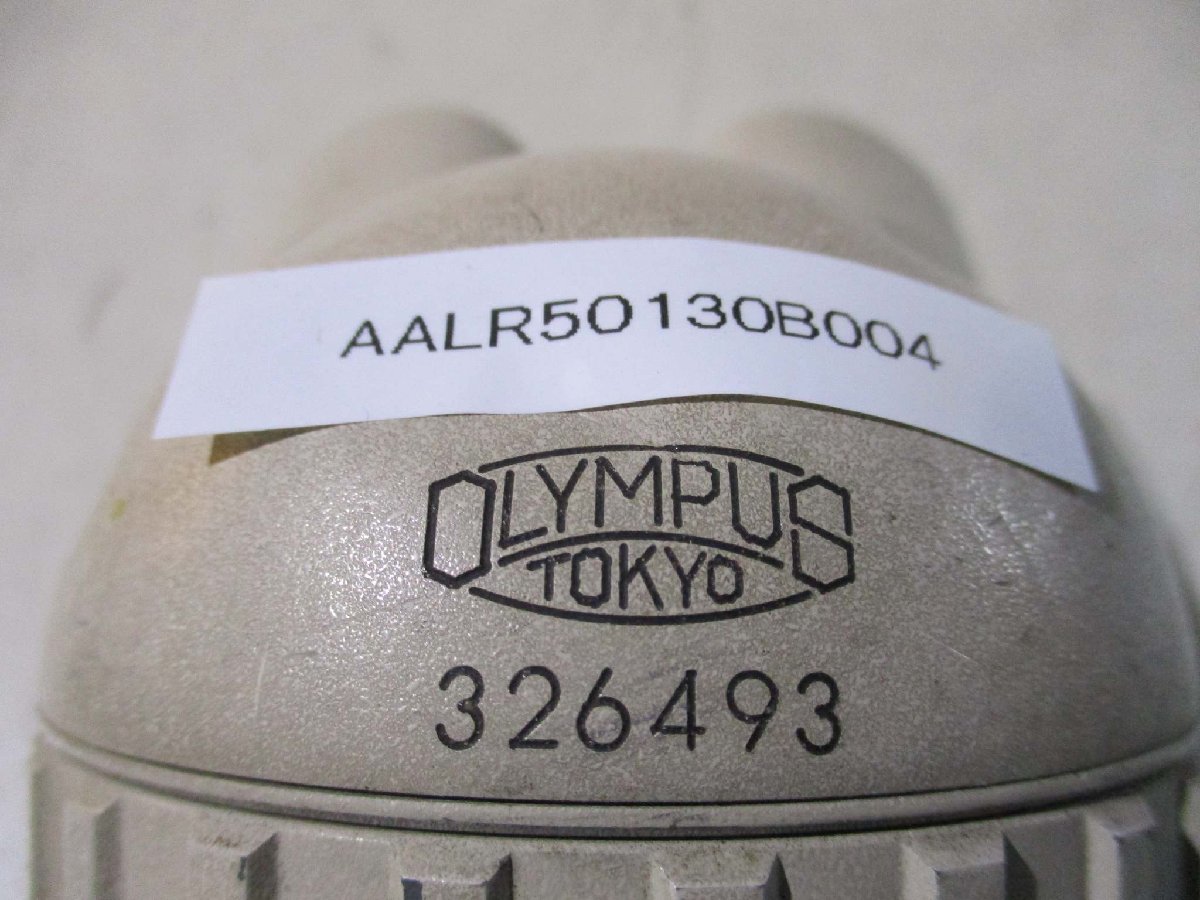 AALR50130B004
OLYMPUS
TOKYO
326493